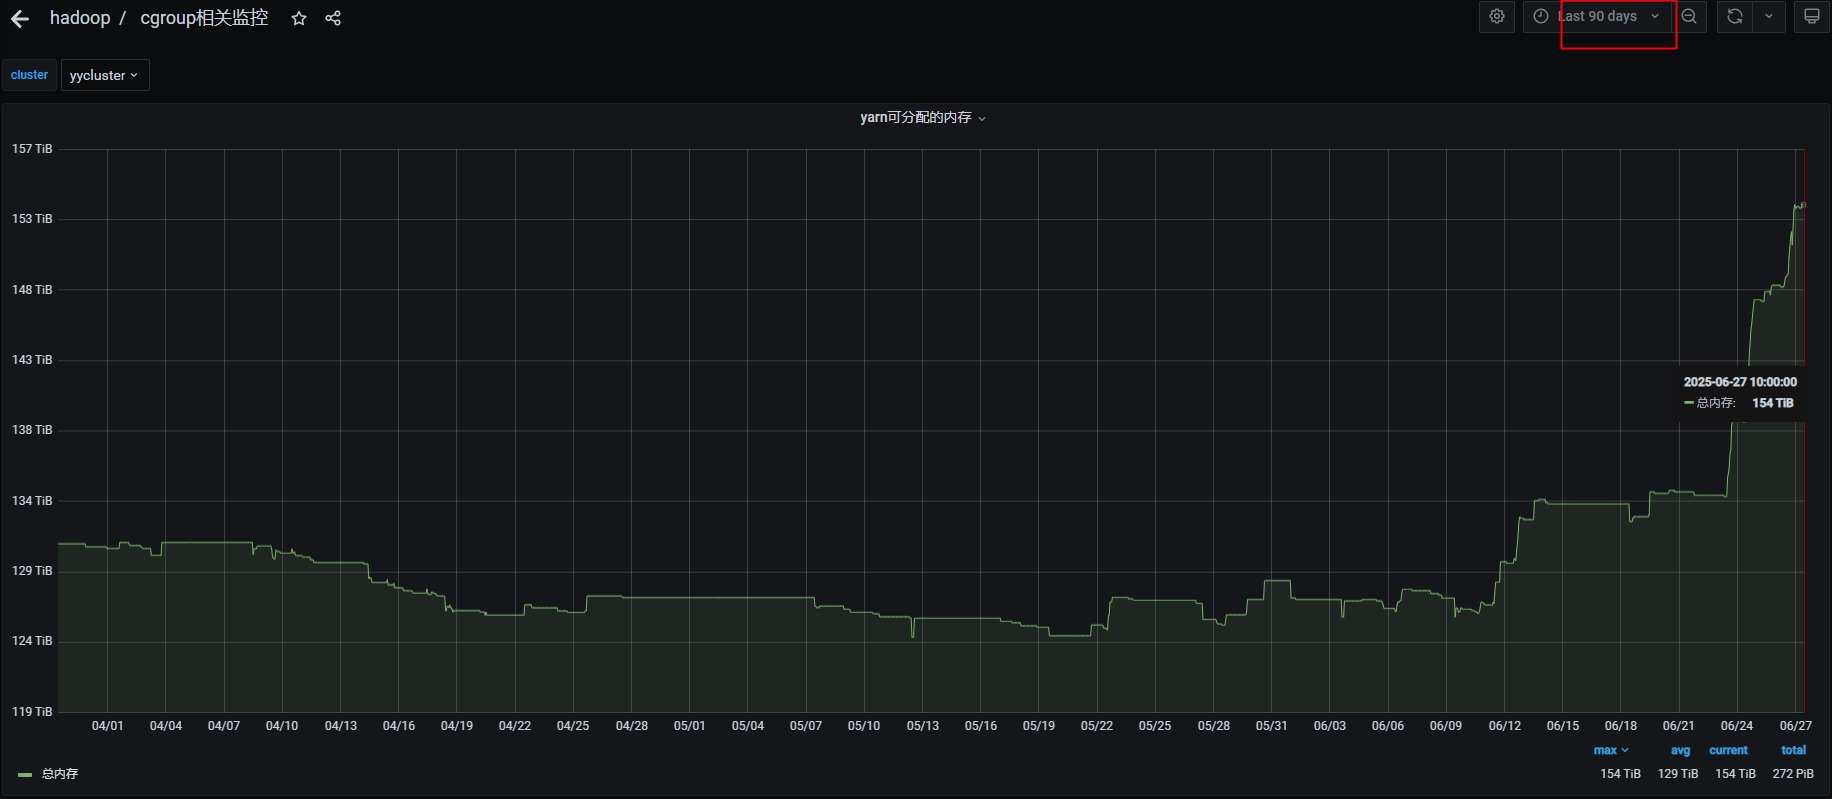 hadoop / cgroup相关监控
Last 90 days
cluster yycluster
yarn可分配的内存
157 TiB
153 TiB
148 TiB
143 TiB
138 TiB
134 TiB
129 TiB
124 TiB
119 TiB
2025-06-27 10:00:00
总内存: 154 TiB
04/01 04/04 04/07 04/10 04/13 04/16 04/19 04/22 04/25 04/28 05/01 05/04 05/07 05/10 05/13 05/16 05/19 05/22 05/25 05/28 05/31 06/03 06/06 06/09 06/12 06/15 06/18 06/21 06/24 06/27
max avg current total
总内存 154 TiB 129 TiB 154 TiB 272 PiB